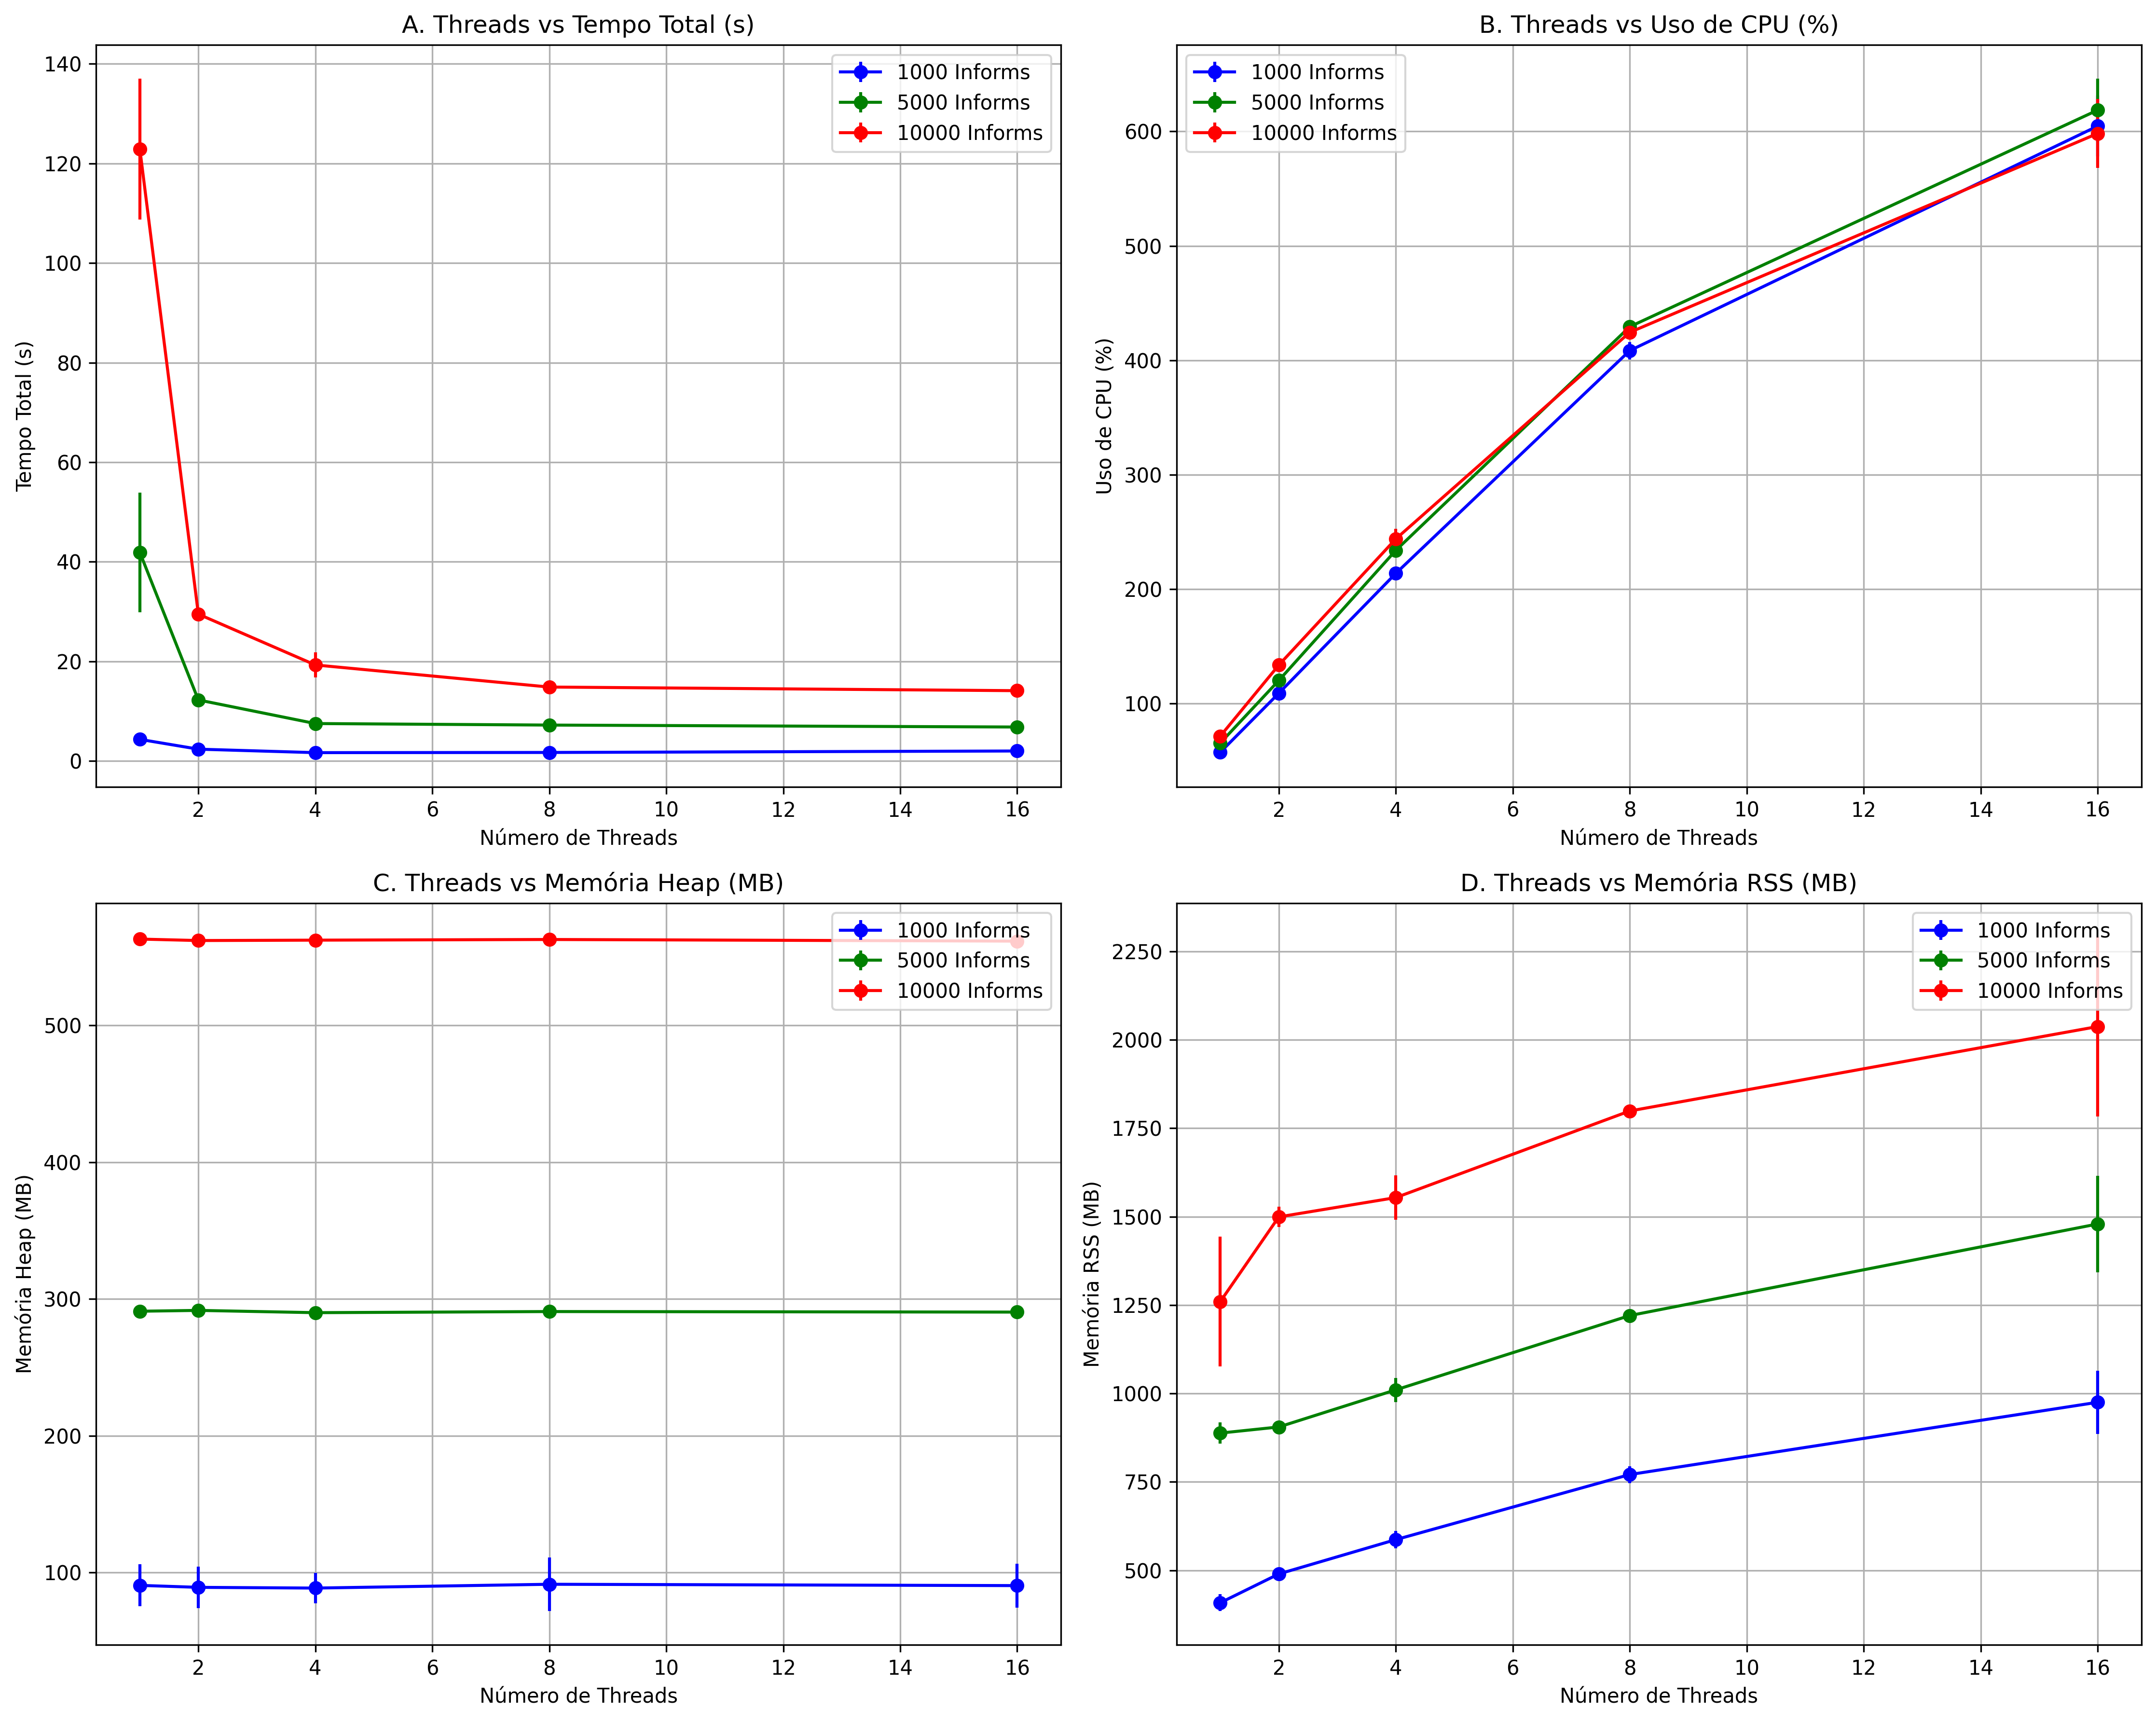 A. Threads vs Tempo Total (s)
140
120
100
80
60
40
20
0
Tempo Total (s)
1000 Informs
5000 Informs
10000 Informs
2 4 6 8 10 12 14 16
Número de Threads
B. Threads vs Uso de CPU (%)
600
500
400
300
200
100
Uso de CPU (%)
1000 Informs
5000 Informs
10000 Informs
2 4 6 8 10 12 14 16
Número de Threads
C. Threads vs Memória Heap (MB)
500
400
300
200
100
Memória Heap (MB)
1000 Informs
5000 Informs
10000 Informs
2 4 6 8 10 12 14 16
Número de Threads
D. Threads vs Memória RSS (MB)
2250
2000
1750
1500
1250
1000
750
500
Memória RSS (MB)
1000 Informs
5000 Informs
10000 Informs
2 4 6 8 10 12 14 16
Número de Threads